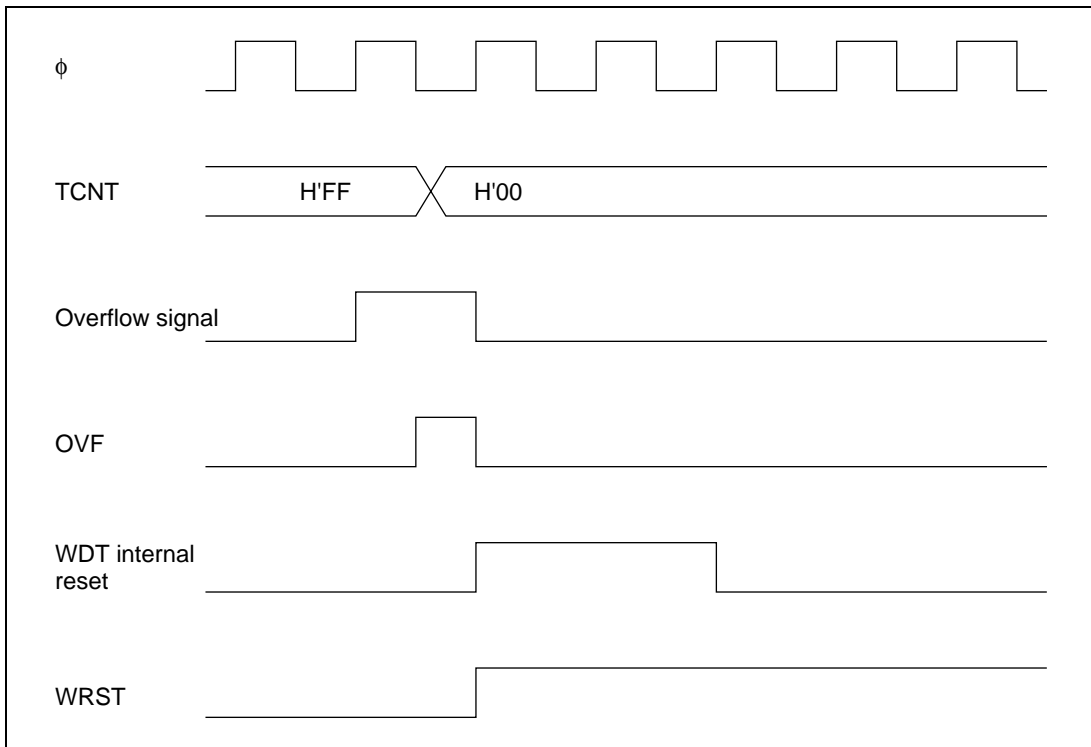 ϕ
TCNT
H'FF
H'00
Overflow signal
OVF
WDT internal
reset
WRST